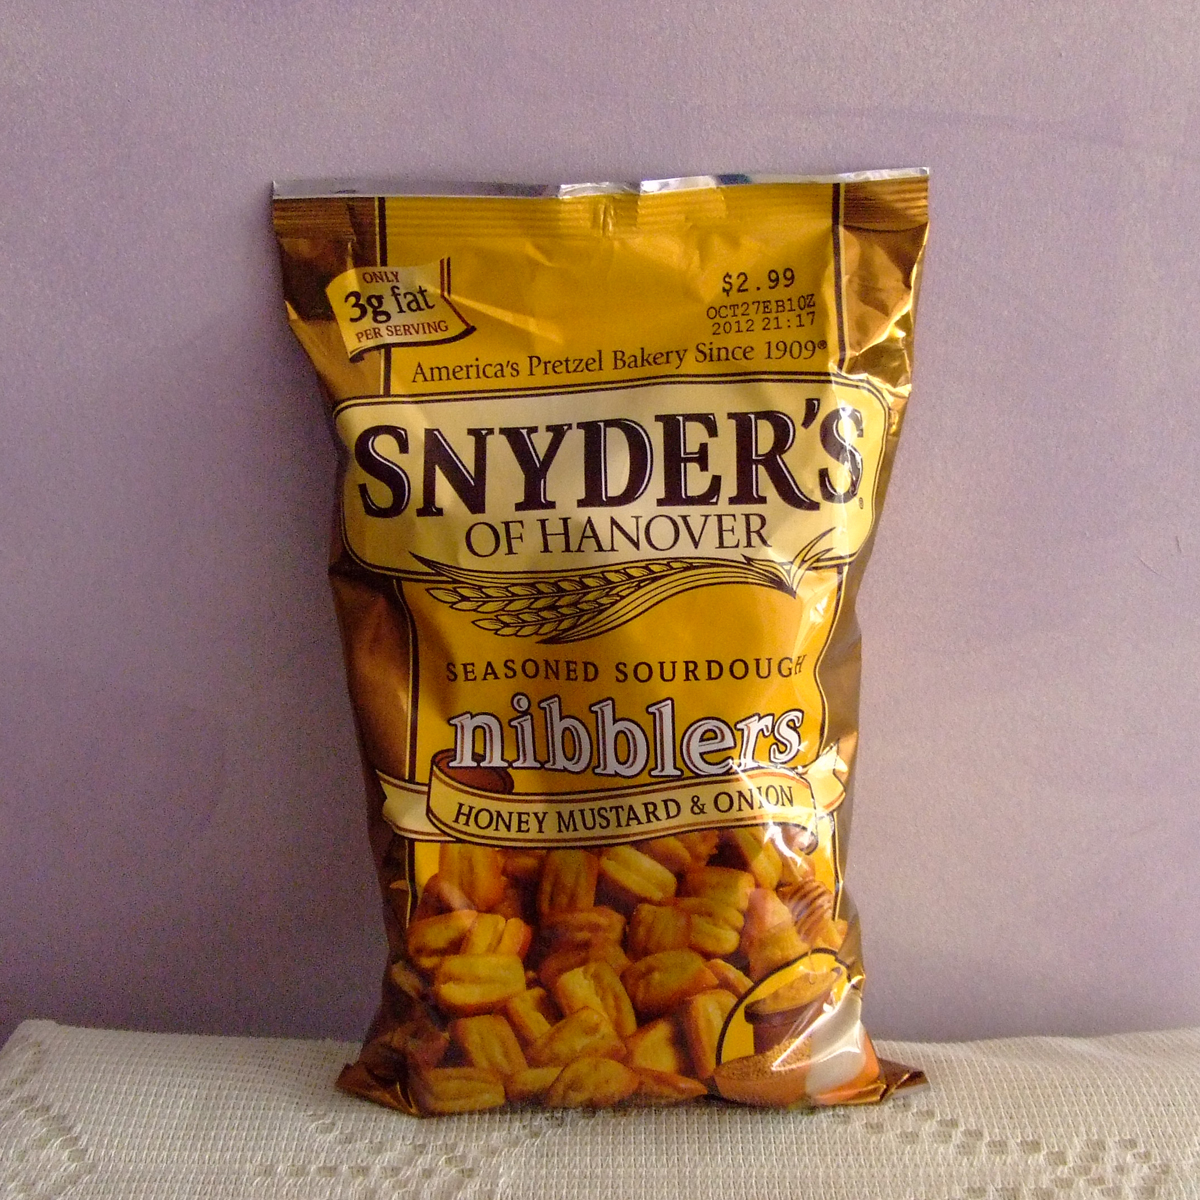 ONLY
3g fat
PER SERVING
$2.99
OCT27EB10Z
2012 21:17
America's Pretzel Bakery Since 1909®
SNYDER'S
OF HANOVER
SEASONED SOURDOUGH
nibblers
HONEY MUSTARD & ONION